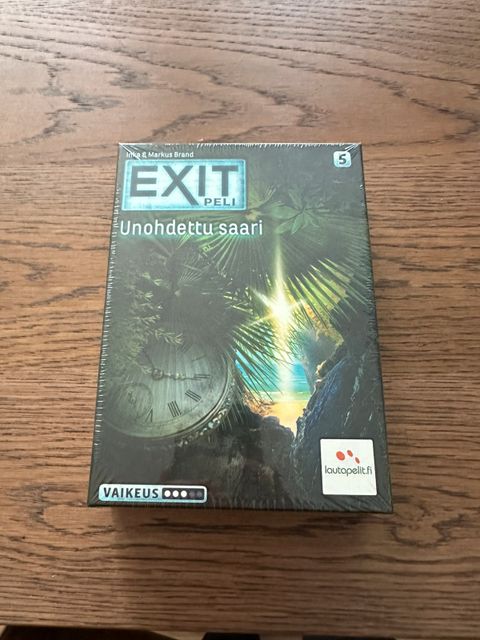 Inka & Markus Brand
5
EXIT
PELI
Unohdettu saari
lautapelit.fi
VAIKEUS